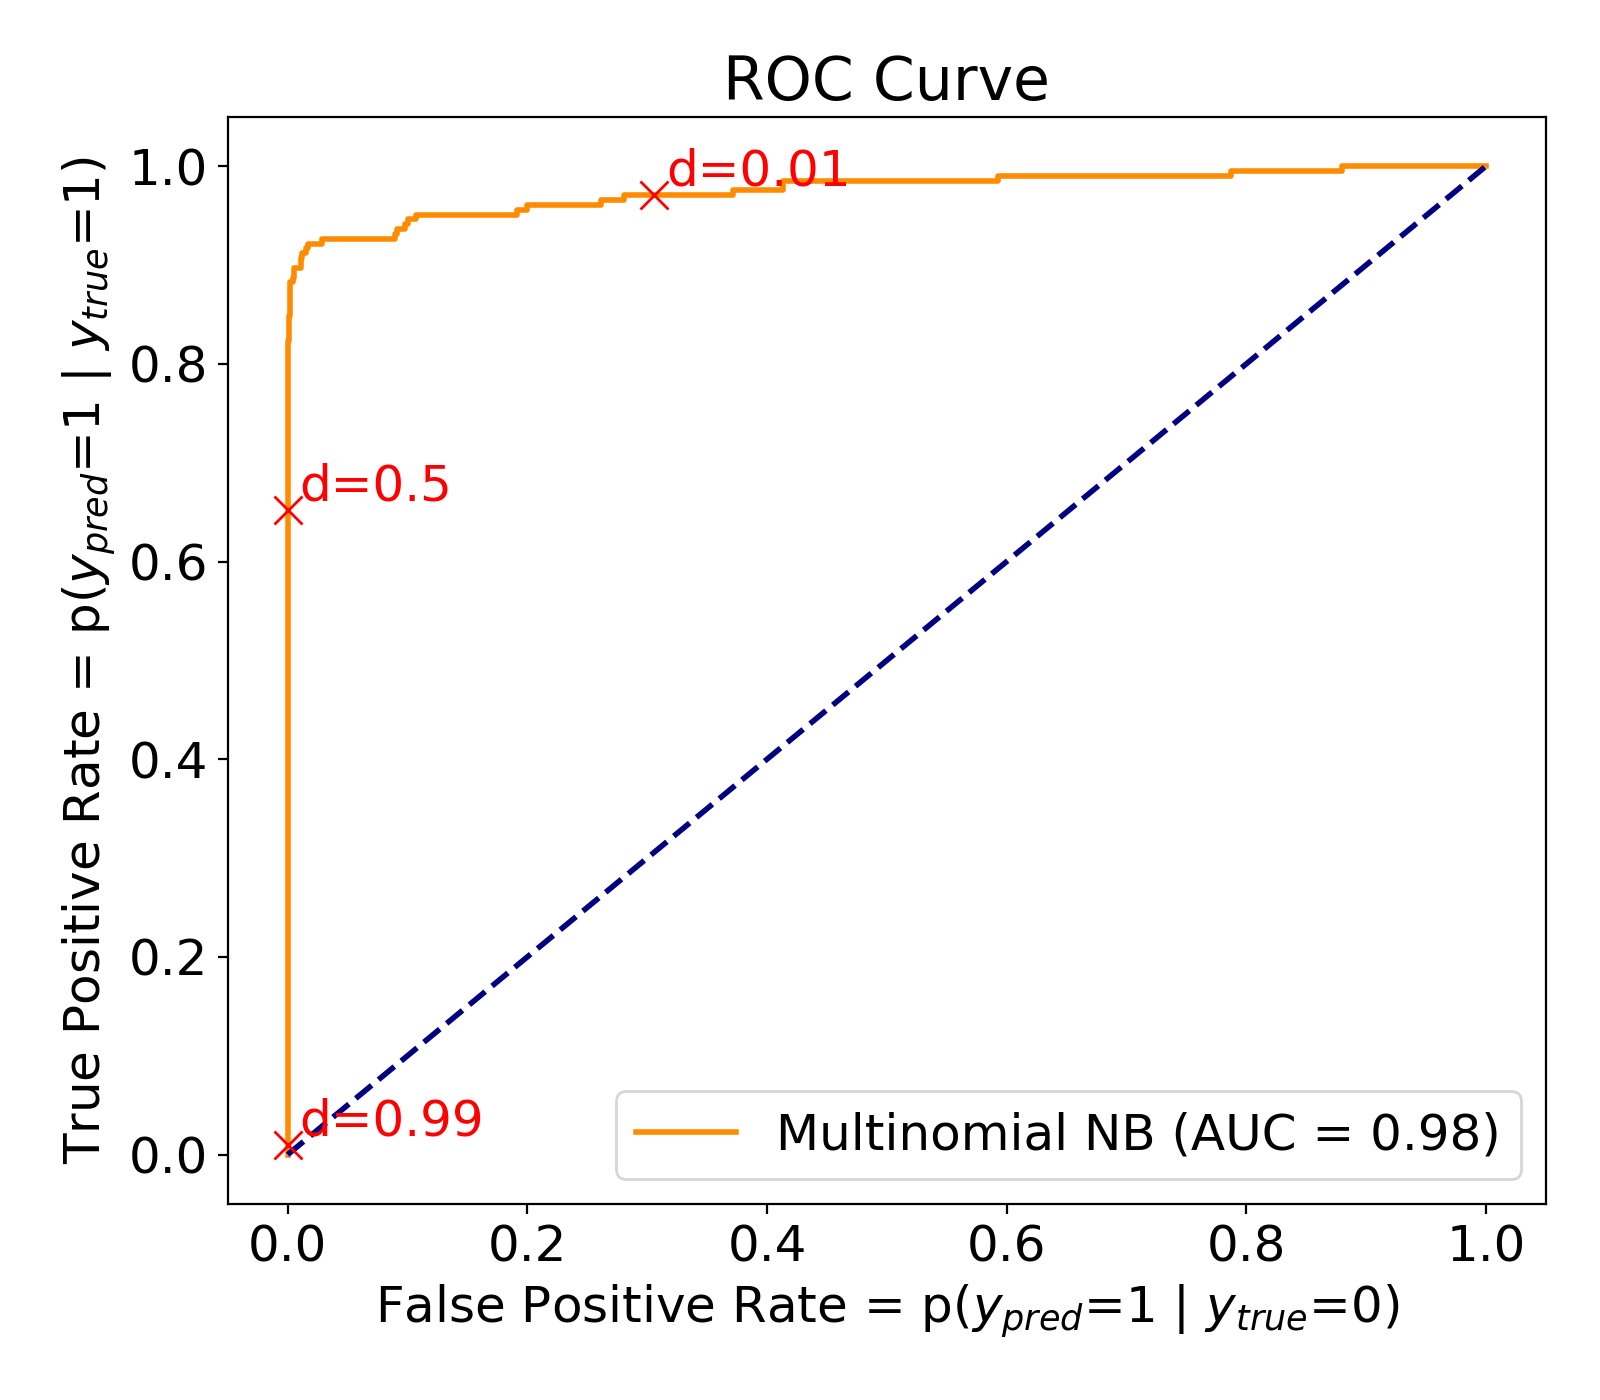 ROC Curve
True Positive Rate = p(y_pred=1 | y_true=1)
1.0
0.8
0.6
0.4
0.2
0.0
d=0.01
d=0.5
d=0.99
Multinomial NB (AUC = 0.98)
0.0 0.2 0.4 0.6 0.8 1.0
False Positive Rate = p(y_pred=1 | y_true=0)